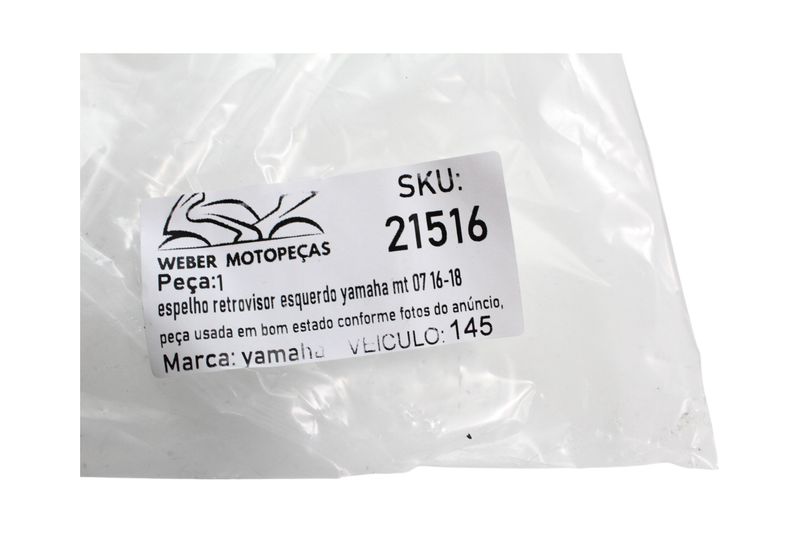 SKU:
21516
WEBER MOTOPEÇAS
Peça:1
espelho retrovisor esquerdo yamaha mt 07 16-18
peça usada em bom estado conforme fotos do anúncio,
Marca: yamaha VEICULO: 145